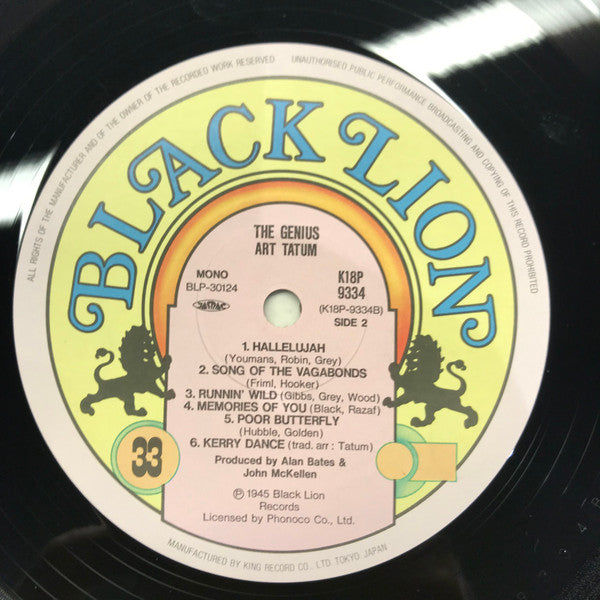 ALL RIGHTS OF THE MANUFACTURER AND OF THE OWNER OF THE RECORDED WORK RESERVED
UNAUTHORISED PUBLIC PERFORMANCE BROADCASTING AND COPYING OF THIS RECORD PROHIBITED
BLACK LION
THE GENIUS
ART TATUM
MONO
BLP-30124
K18P
9334
(K18P-9334B)
SIDE 2
1. HALLELUJAH
(Youmans, Robin, Grey)
2. SONG OF THE VAGABONDS
(Friml, Hooker)
3. RUNNIN' WILD (Gibbs, Grey, Wood)
4. MEMORIES OF YOU (Black, Razaf)
5. POOR BUTTERFLY
(Hubble, Golden)
6. KERRY DANCE (trad. arr : Tatum)
Produced by Alan Bates &
John McKellen
33
Ⓟ 1945 Black Lion
Records
Licensed by Phonoco Co., Ltd.
MANUFACTURED BY KING RECORD CO., LTD. TOKYO, JAPAN